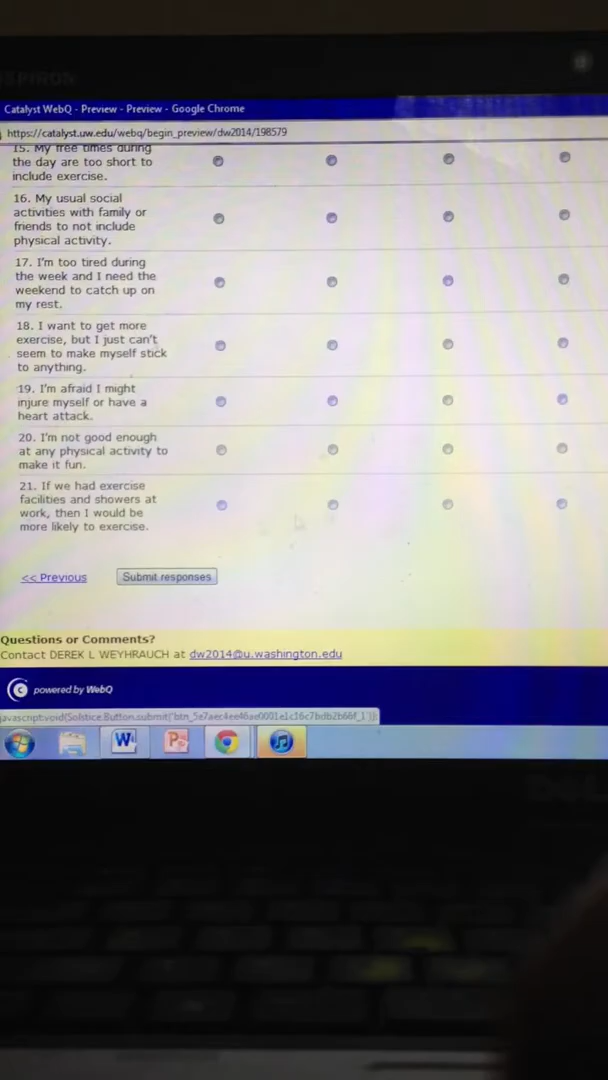 INSPIRON
Catalyst WebQ - Preview - Preview - Google Chrome
https://catalyst.uw.edu/webq/begin_preview/dw2014/198579
15. My free times during
the day are too short to
include exercise.
16. My usual social
activities with family or
friends to not include
physical activity.
17. I'm too tired during
the week and I need the
weekend to catch up on
my rest.
18. I want to get more
exercise, but I just can't
seem to make myself stick
to anything.
19. I'm afraid I might
injure myself or have a
heart attack.
20. I'm not good enough
at any physical activity to
make it fun.
21. If we had exercise
facilities and showers at
work, then I would be
more likely to exercise.
<< Previous
Submit responses
Questions or Comments?
Contact DEREK L WEYHRAUCH at dw2014@u.washington.edu
C powered by WebQ
W P
DELL